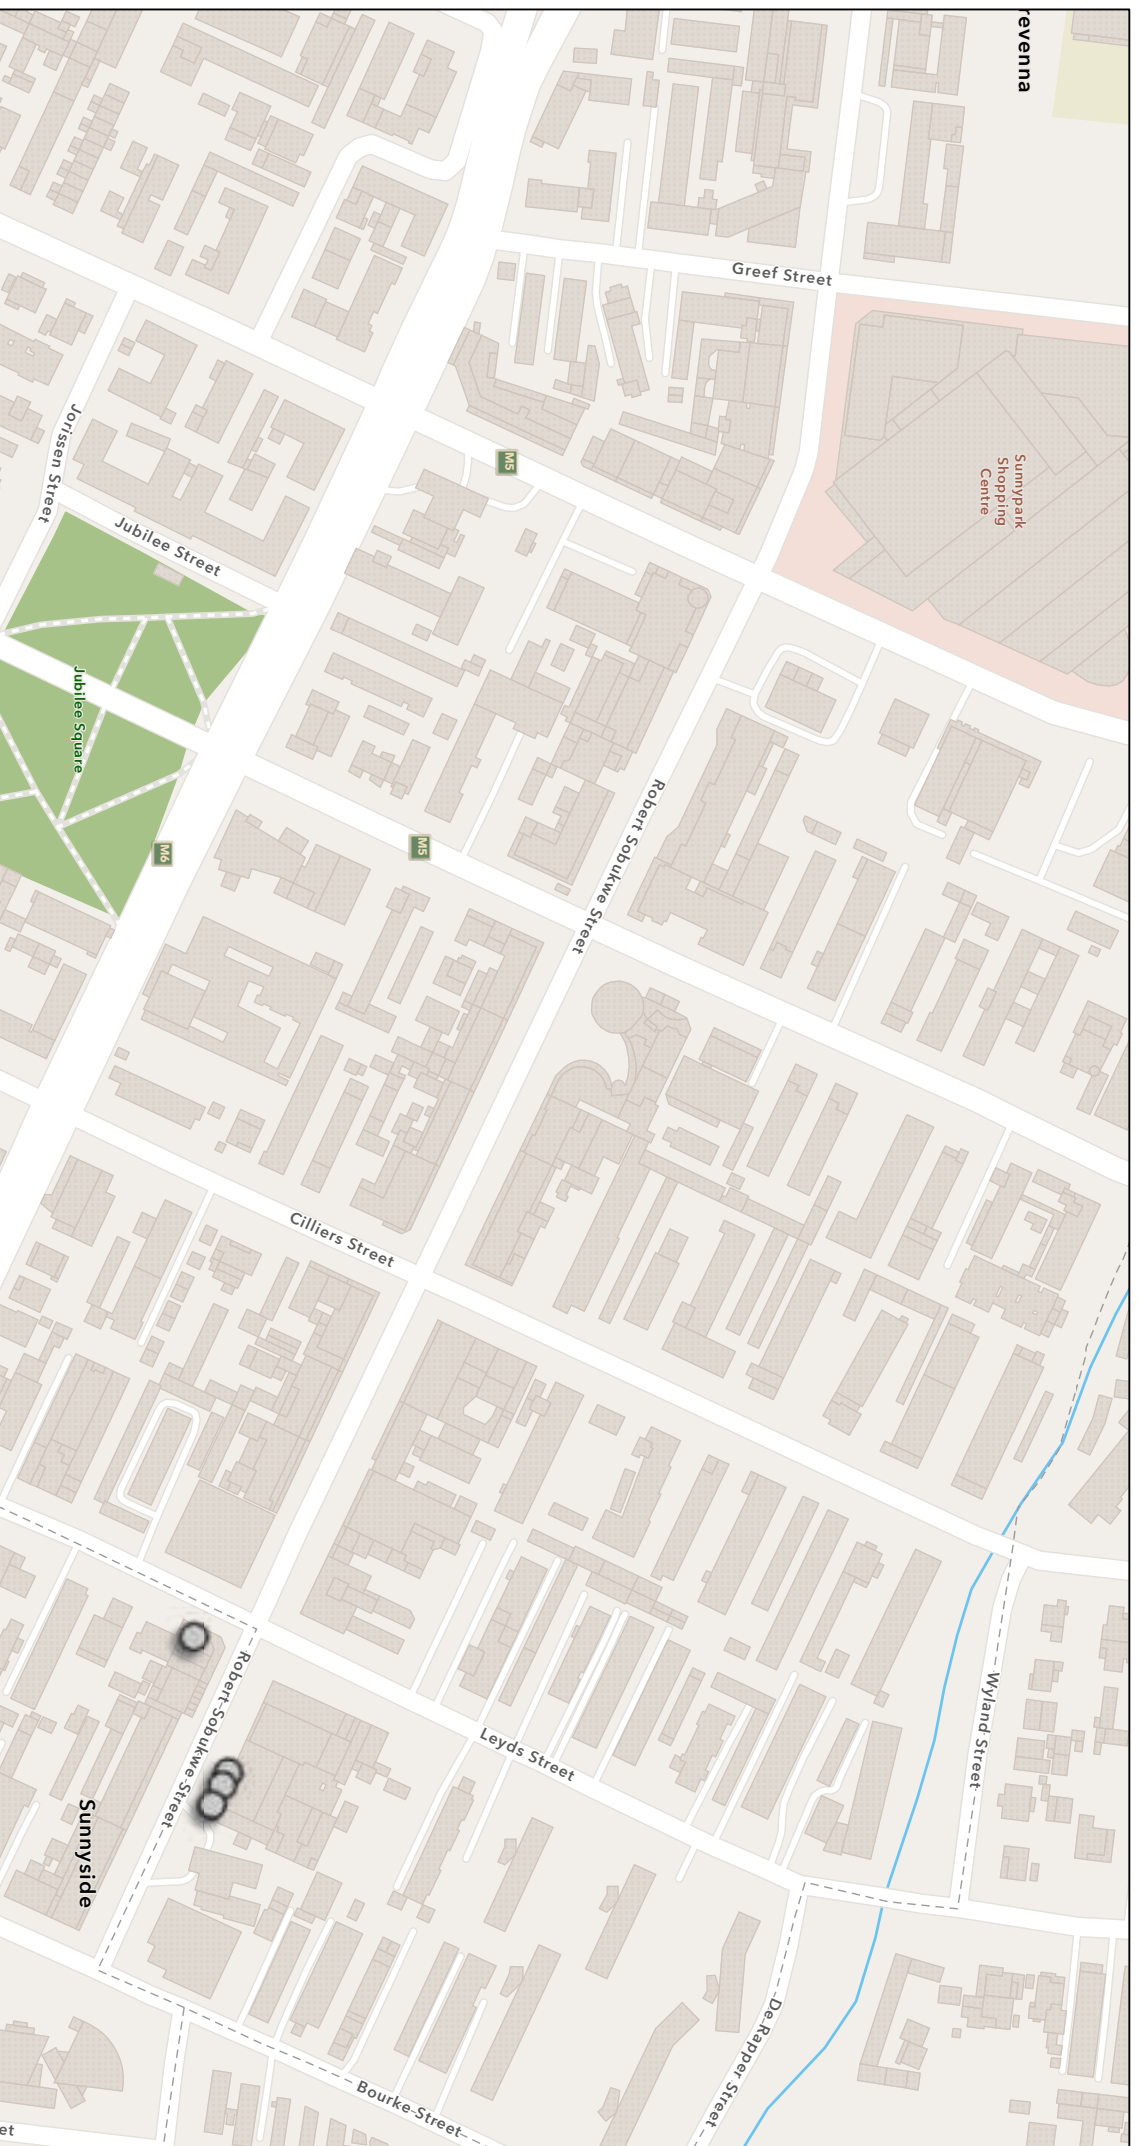 revenna
Greef Street
Jorissen Street
M5
Sunnypark
Shopping
Centre
Jubilee Street
Jubilee Square
Robert Sobukwe Street
M5
M6
Cilliers Street
Robert Sobukwe Street
Wyland Street
Leyds Street
Sunnyside
De Rapper Street
Bourke Street
et